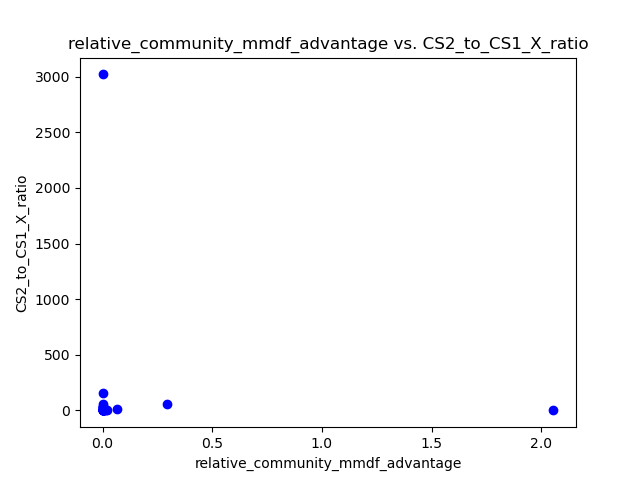 relative_community_mmdf_advantage vs. CS2_to_CS1_X_ratio
3000
2500
2000
1500
1000
500
0
CS2_to_CS1_X_ratio
0.0 0.5 1.0 1.5 2.0
relative_community_mmdf_advantage